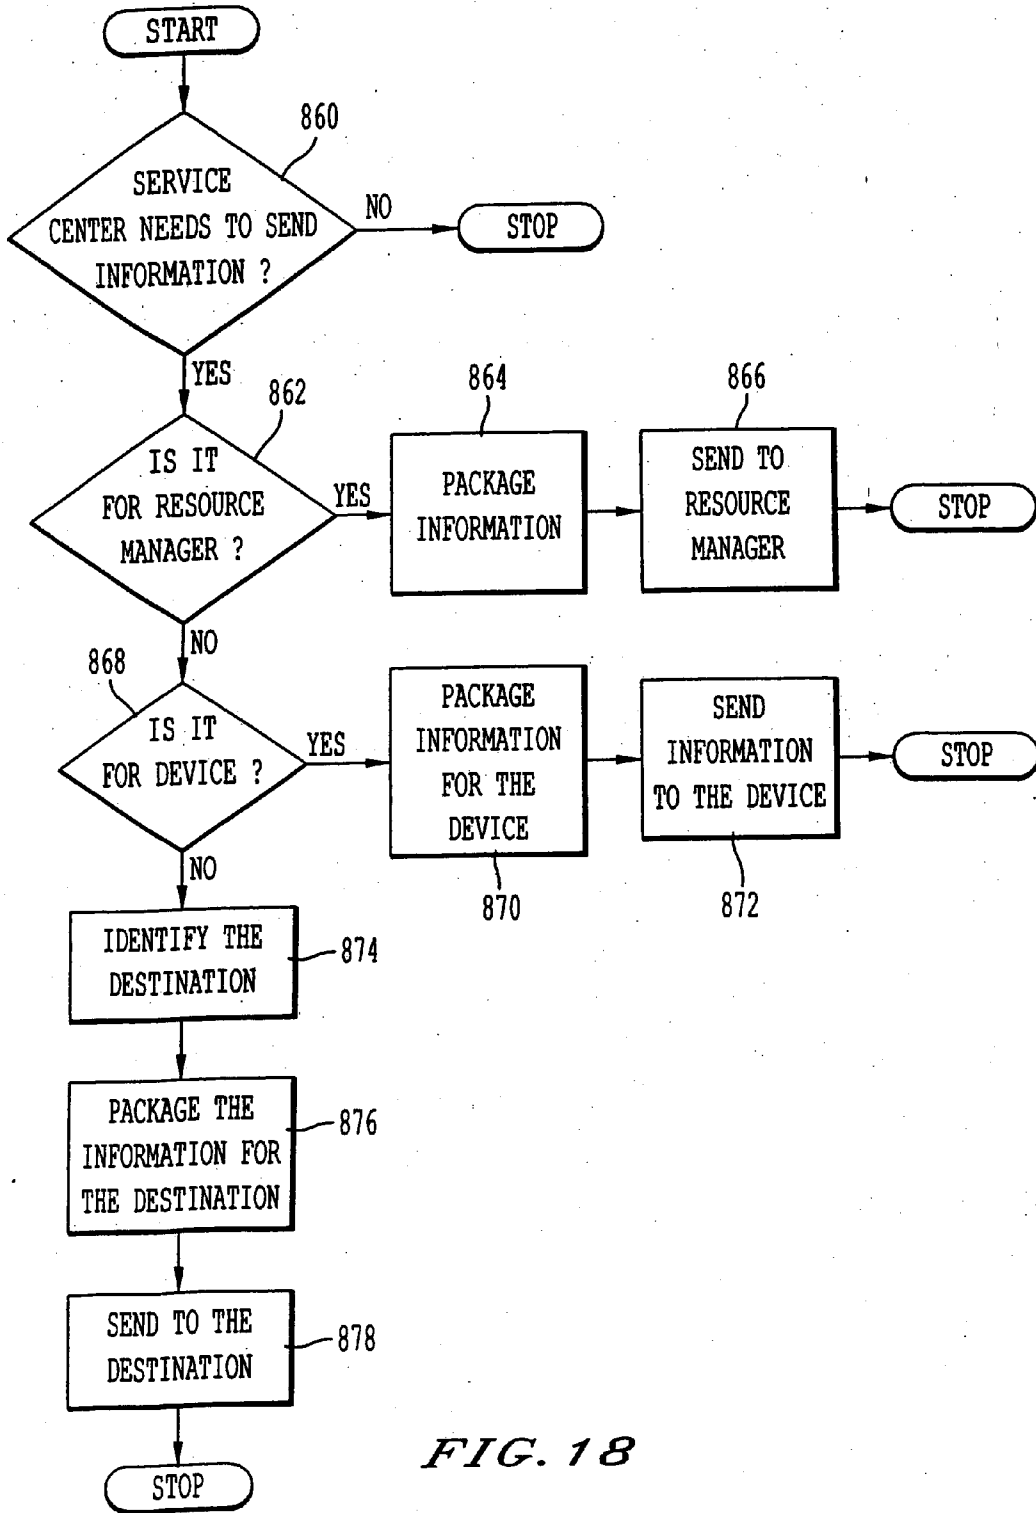 START
860
SERVICE
CENTER NEEDS TO SEND
INFORMATION ?
NO
STOP
YES
862
IS IT
FOR RESOURCE
MANAGER ?
YES
864
PACKAGE
INFORMATION
866
SEND TO
RESOURCE
MANAGER
STOP
NO
868
IS IT
FOR DEVICE ?
YES
PACKAGE
INFORMATION
FOR THE
DEVICE
870
SEND
INFORMATION
TO THE DEVICE
872
STOP
NO
IDENTIFY THE
DESTINATION
874
PACKAGE THE
INFORMATION FOR
THE DESTINATION
876
SEND TO THE
DESTINATION
878
STOP
FIG. 18